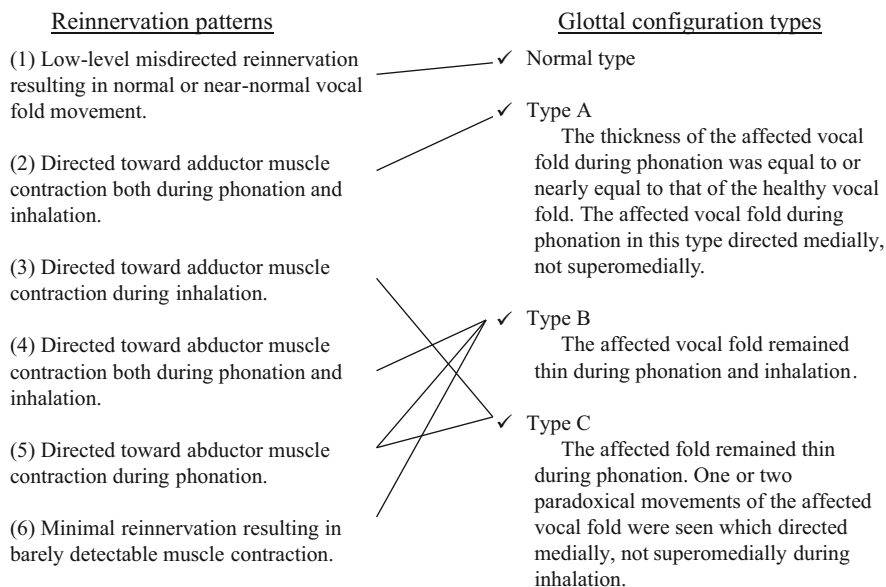 Reinnervation patterns
(1) Low-level misdirected reinnervation
resulting in normal or near-normal vocal
fold movement.
(2) Directed toward adductor muscle
contraction both during phonation and
inhalation.
(3) Directed toward adductor muscle
contraction during inhalation.
(4) Directed toward abductor muscle
contraction both during phonation and
inhalation.
(5) Directed toward abductor muscle
contraction during phonation.
(6) Minimal reinnervation resulting in
barely detectable muscle contraction.
Glottal configuration types
✓ Normal type
✓ Type A
The thickness of the affected vocal
fold during phonation was equal to or
nearly equal to that of the healthy vocal
fold. The affected vocal fold during
phonation in this type directed medially,
not superomedially.
✓ Type B
The affected vocal fold remained
thin during phonation and inhalation.
✓ Type C
The affected fold remained thin
during phonation. One or two
paradoxical movements of the affected
vocal fold were seen which directed
medially, not superomedially during
inhalation.